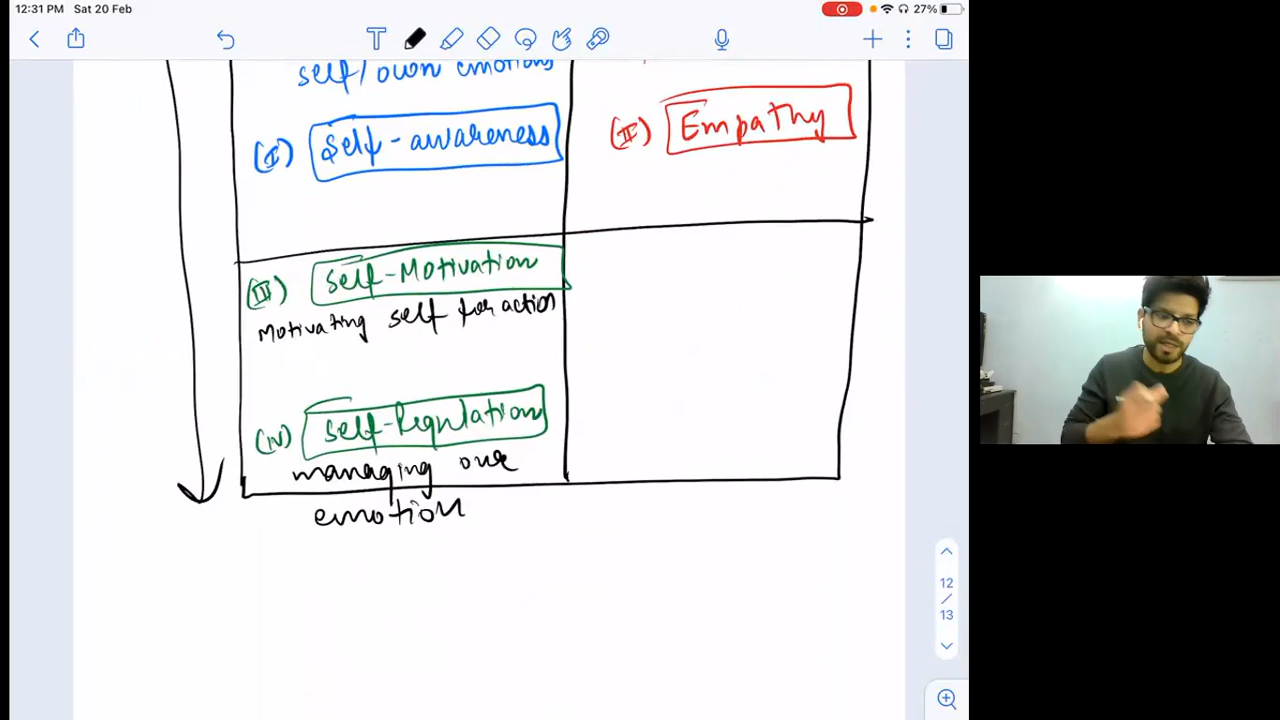 12:31 PM Sat 20 Feb
27%
T
self/own emotions
(I) Self-awareness
(II) Empathy
(III) Self-Motivation
Motivating self for action
(IV) Self-Regulation
managing our
emotion
12
/
13